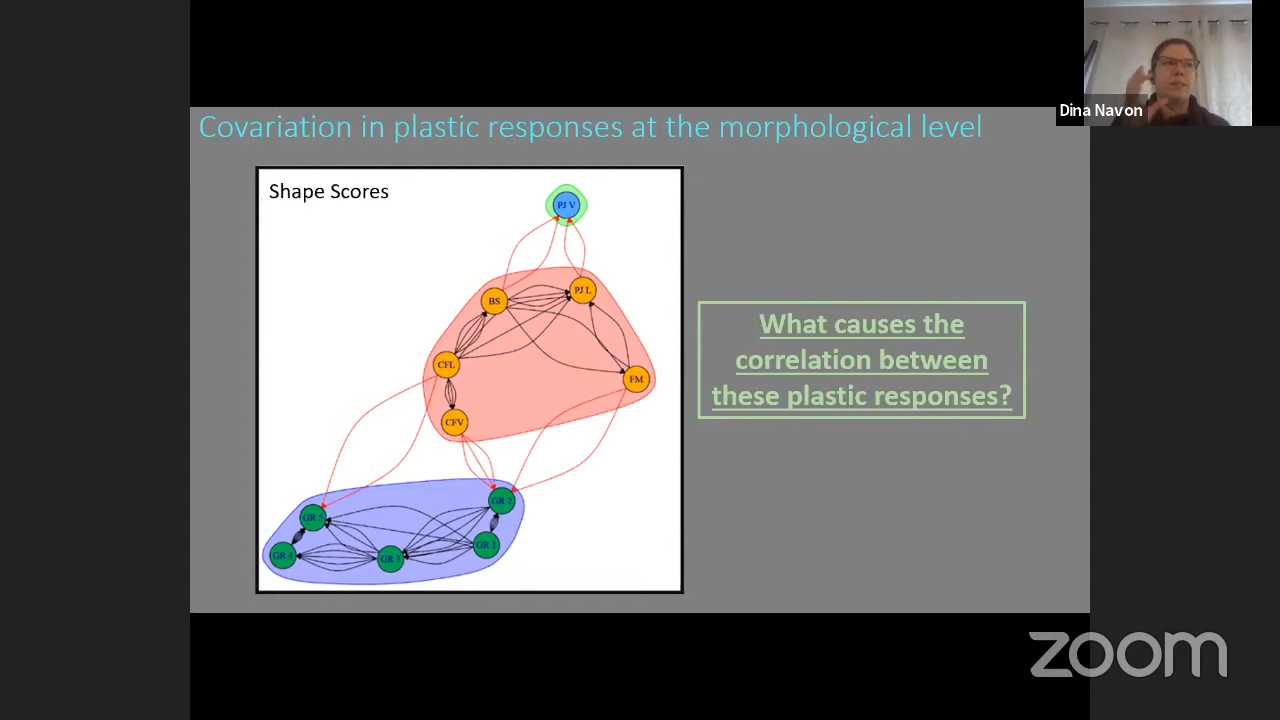 Dina Navon
Covariation in plastic responses at the morphological level
Shape Scores
PJ V
BS
PJ L
CFL
FM
CFV
GR 2
GR 5
GR 1
GR 4
GR 3
What causes the
correlation between
these plastic responses?
zoom